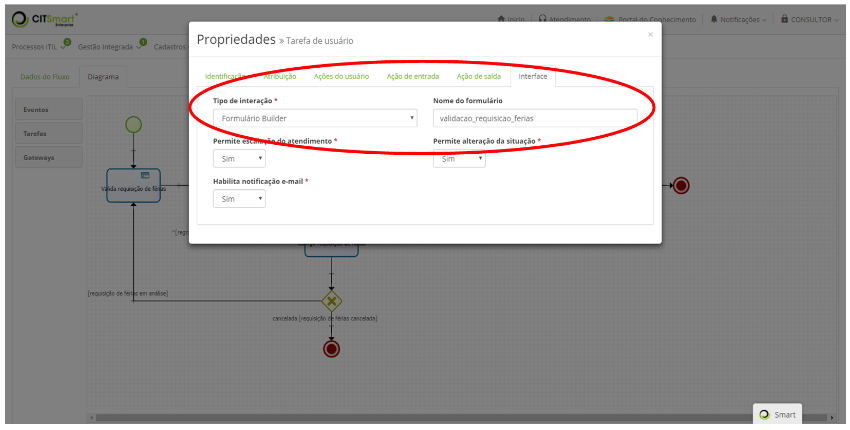 CITSmart
Enterprise
Início
Atendimento
Portal do Conhecimento
Notificações
CONSULTOR
Processos ITIL
Gestão Integrada
Cadastros
Dados do Fluxo
Diagrama
Eventos
Tarefas
Gateways
Propriedades » Tarefa de usuário
×
Identificação
Atribuição
Ações do usuário
Ação de entrada
Ação de saída
Interface
Tipo de interação *
Nome do formulário
Formulário Builder
validacao_requisicao_ferias
Permite escalação do atendimento *
Permite alteração da situação *
Sim
Sim
Habilita notificação e-mail *
Sim
Valida requisição de férias
[requisição de férias em análise]
cancelada [requisição de férias cancelada]
Smart